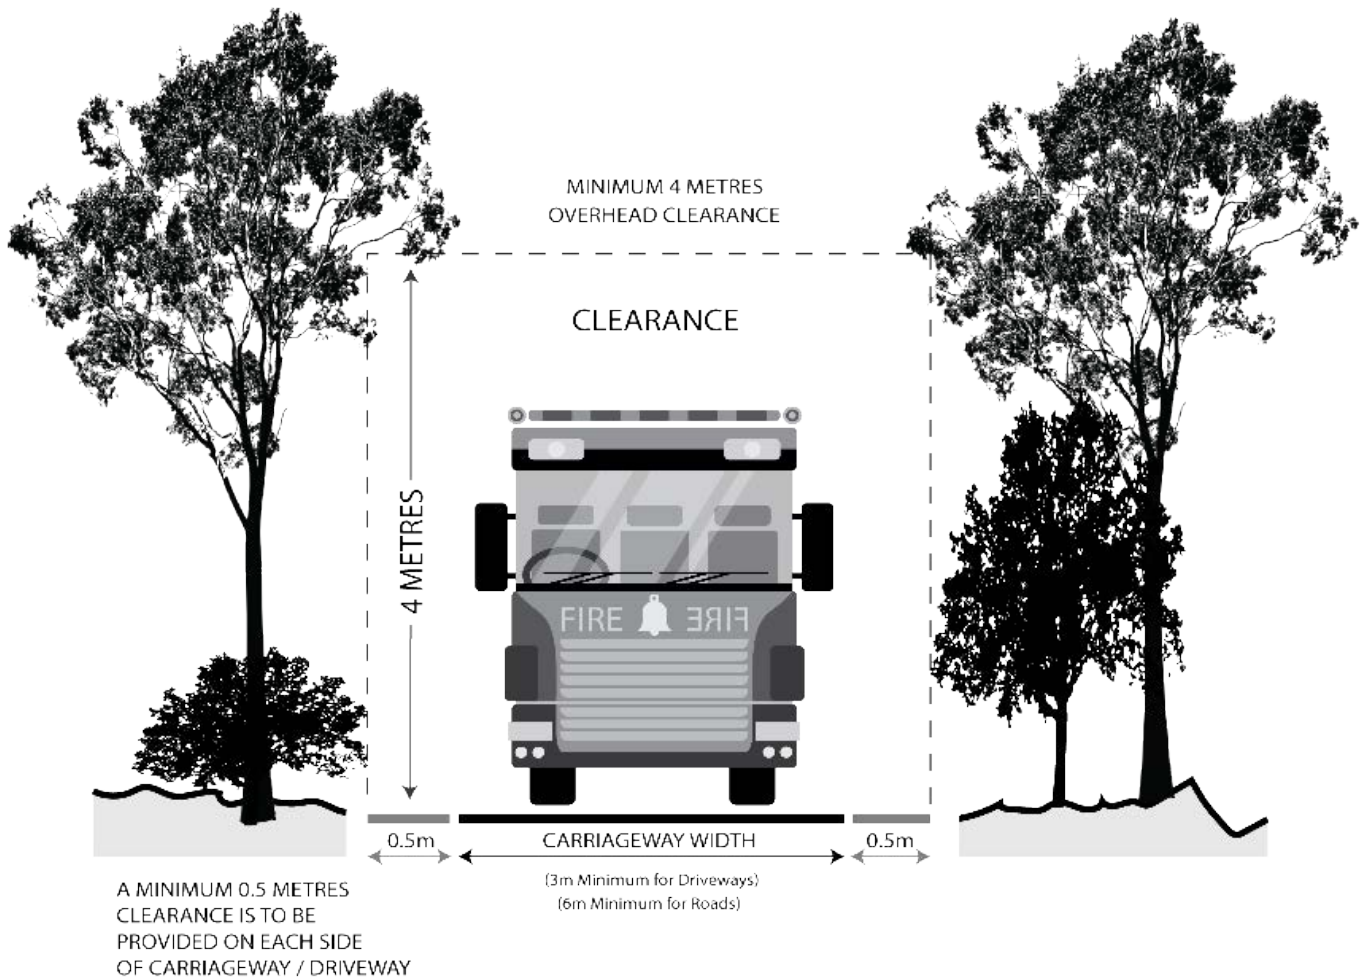 MINIMUM 4 METRES
OVERHEAD CLEARANCE
CLEARANCE
4 METRES
FIRE FIRE
0.5m CARRIAGEWAY WIDTH 0.5m
(3m Minimum for Driveways)
(6m Minimum for Roads)
A MINIMUM 0.5 METRES
CLEARANCE IS TO BE
PROVIDED ON EACH SIDE
OF CARRIAGEWAY / DRIVEWAY